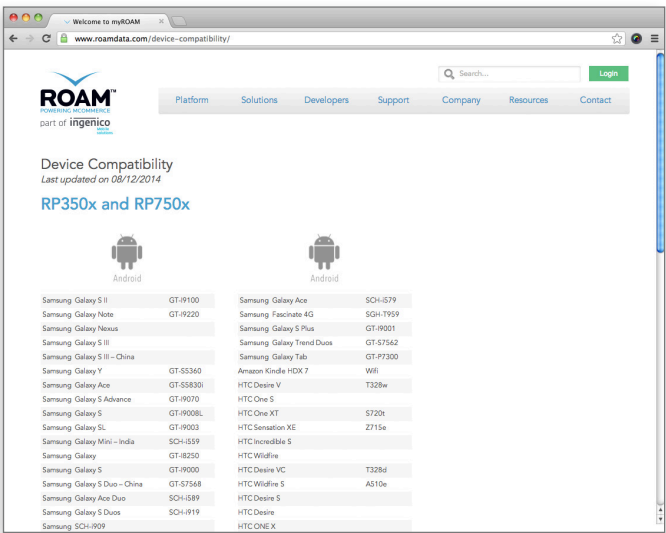 Welcome to myROAM
www.roamdata.com/device-compatibility/
Search...
Login
ROAM™
POWERING MCOMMERCE
part of ingenico
mobile solutions
Platform Solutions Developers Support Company Resources Contact
Device Compatibility
Last updated on 08/12/2014
RP350x and RP750x
Android Android
Samsung Galaxy S II GT-I9100 Samsung Galaxy Ace SCH-i579
Samsung Galaxy Note GT-I9220 Samsung Fascinate 4G SGH-T959
Samsung Galaxy Nexus Samsung Galaxy S Plus GT-I9001
Samsung Galaxy S III Samsung Galaxy Trend Duos GT-S7562
Samsung Galaxy S III – China Samsung Galaxy Tab GT-P7300
Samsung Galaxy Y GT-S5360 Amazon Kindle HDX 7 Wifi
Samsung Galaxy Ace GT-S5830i HTC Desire V T328w
Samsung Galaxy S Advance GT-I9070 HTC One S
Samsung Galaxy S GT-I9008L HTC One XT S720t
Samsung Galaxy SL GT-I9003 HTC Sensation XE Z715e
Samsung Galaxy Mini – India SCH-i559 HTC Incredible S
Samsung Galaxy GT-I8250 HTC Wildfire
Samsung Galaxy S GT-I9000 HTC Desire VC T328d
Samsung Galaxy S Duo – China GT-S7568 HTC Wildfire S A510e
Samsung Galaxy Ace Duo SCH-i589 HTC Desire S
Samsung Galaxy S Duos SCH-i919 HTC Desire
Samsung SCH-I909 HTC ONE X